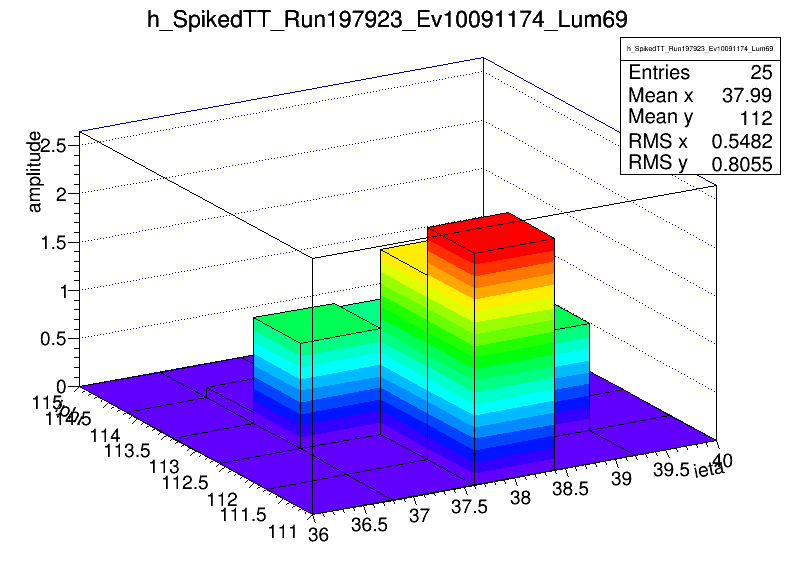 h_SpikedTT_Run197923_Ev10091174_Lum69
h_SpikedTT_Run197923_Ev10091174_Lum69
Entries 25
Mean x 37.99
Mean y 112
RMS x 0.5482
RMS y 0.8055
amplitude
2.5
2
1.5
1
0.5
0
115
114.5
114
113.5
113
112.5
112
111.5
111
36
36.5
37
37.5
38
38.5
39
39.5
ieta
40